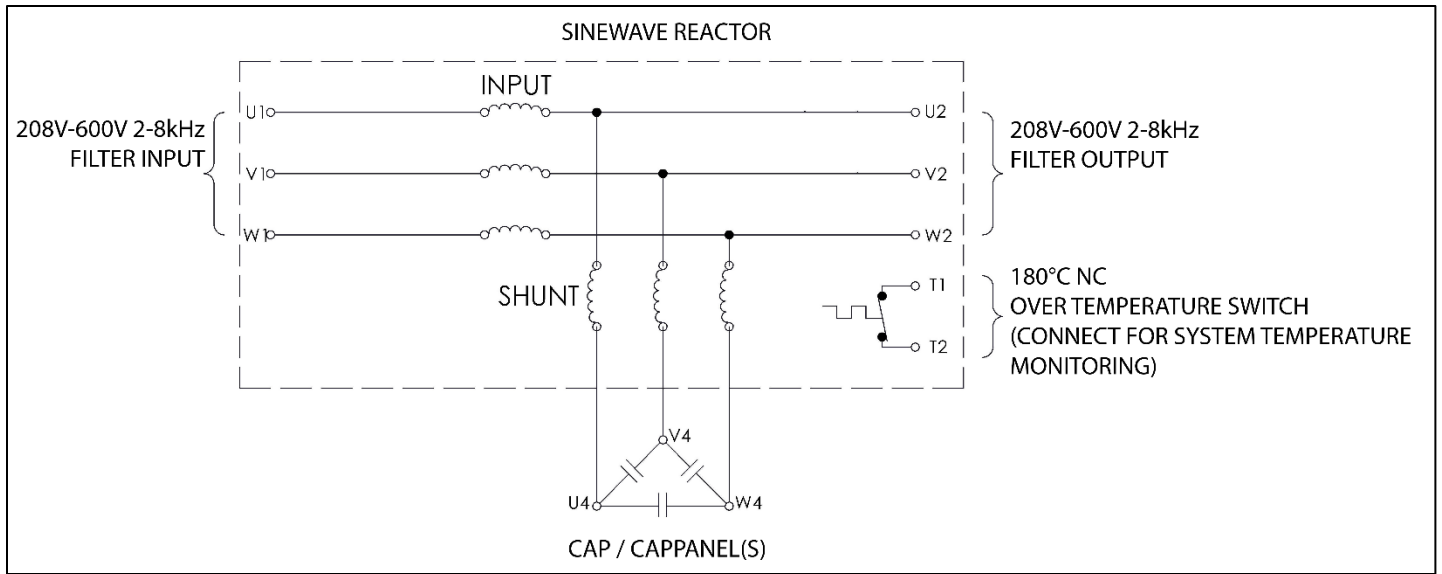 SINEWAVE REACTOR
INPUT
208V-600V 2-8kHz
FILTER INPUT
U1
V1
W1
U2
V2
W2
208V-600V 2-8kHz
FILTER OUTPUT
SHUNT
T1
T2
180°C NC
OVER TEMPERATURE SWITCH
(CONNECT FOR SYSTEM TEMPERATURE
MONITORING)
V4
U4
W4
CAP / CAPPANEL(S)